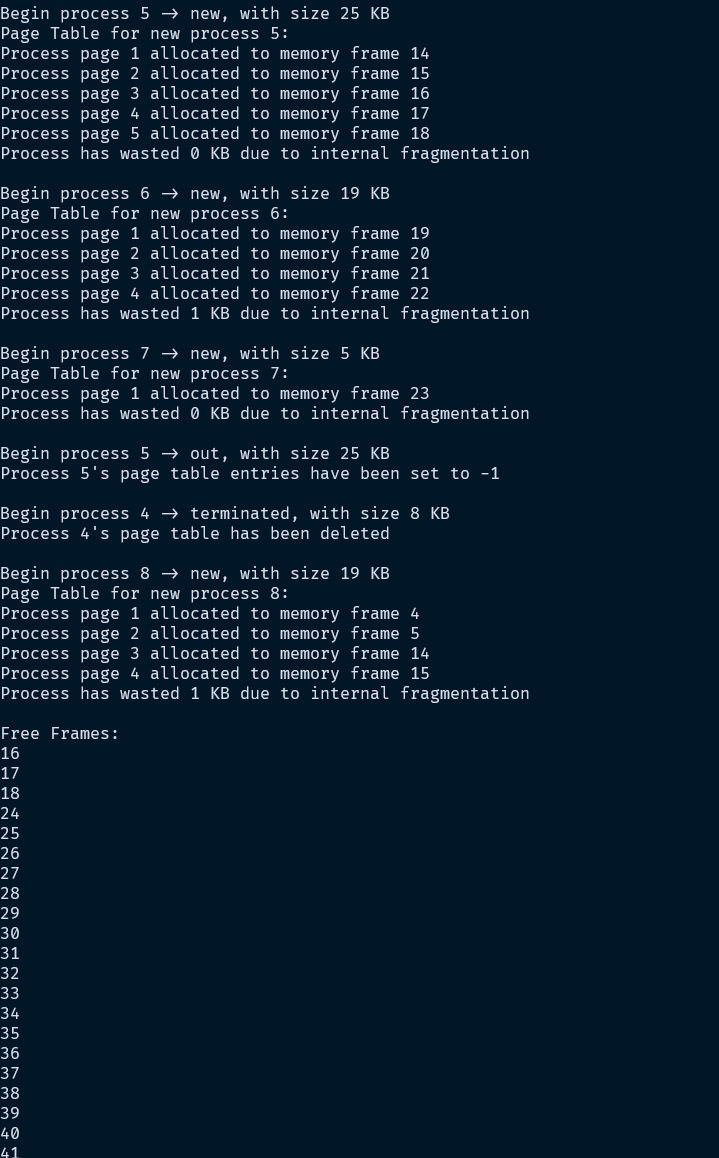 Begin process 5 -> new, with size 25 KB
Page Table for new process 5:
Process page 1 allocated to memory frame 14
Process page 2 allocated to memory frame 15
Process page 3 allocated to memory frame 16
Process page 4 allocated to memory frame 17
Process page 5 allocated to memory frame 18
Process has wasted 0 KB due to internal fragmentation
Begin process 6 -> new, with size 19 KB
Page Table for new process 6:
Process page 1 allocated to memory frame 19
Process page 2 allocated to memory frame 20
Process page 3 allocated to memory frame 21
Process page 4 allocated to memory frame 22
Process has wasted 1 KB due to internal fragmentation
Begin process 7 -> new, with size 5 KB
Page Table for new process 7:
Process page 1 allocated to memory frame 23
Process has wasted 0 KB due to internal fragmentation
Begin process 5 -> out, with size 25 KB
Process 5's page table entries have been set to -1
Begin process 4 -> terminated, with size 8 KB
Process 4's page table has been deleted
Begin process 8 -> new, with size 19 KB
Page Table for new process 8:
Process page 1 allocated to memory frame 4
Process page 2 allocated to memory frame 5
Process page 3 allocated to memory frame 14
Process page 4 allocated to memory frame 15
Process has wasted 1 KB due to internal fragmentation
Free Frames:
16
17
18
24
25
26
27
28
29
30
31
32
33
34
35
36
37
38
39
40
41